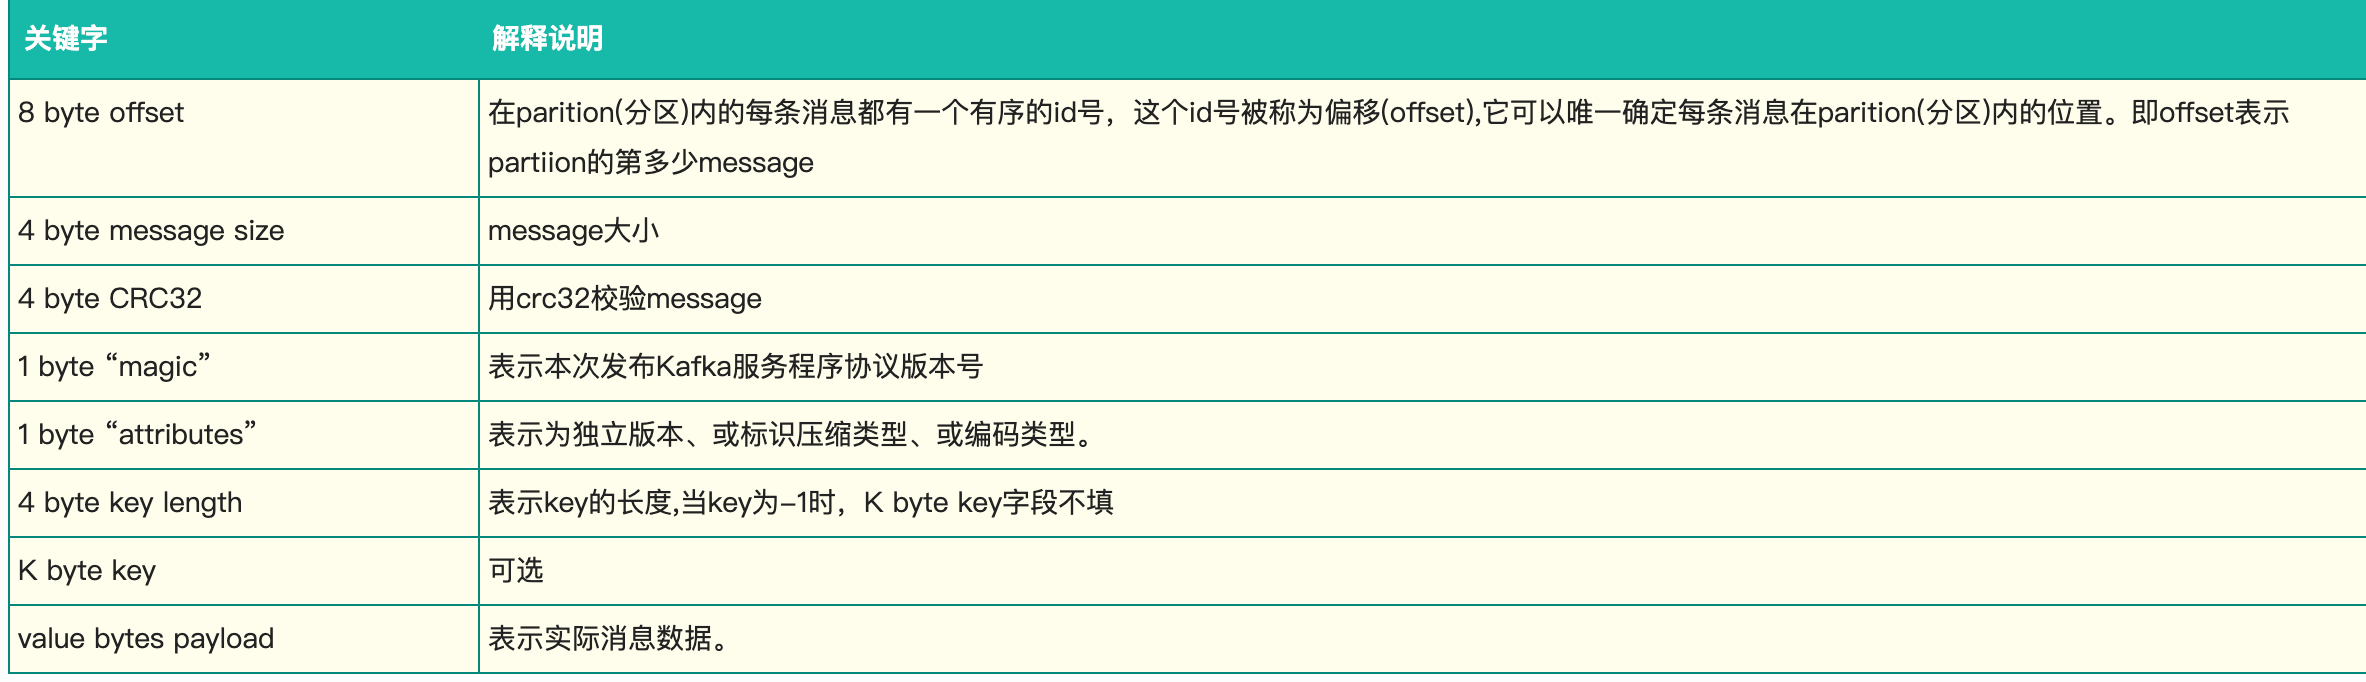 关键字 解释说明
8 byte offset 在parition(分区)内的每条消息都有一个有序的id号，这个id号被称为偏移(offset),它可以唯一确定每条消息在parition(分区)内的位置。即offset表示
partiion的第多少message
4 byte message size message大小
4 byte CRC32 用crc32校验message
1 byte “magic” 表示本次发布Kafka服务程序协议版本号
1 byte “attributes” 表示为独立版本、或标识压缩类型、或编码类型。
4 byte key length 表示key的长度,当key为-1时，K byte key字段不填
K byte key 可选
value bytes payload 表示实际消息数据。